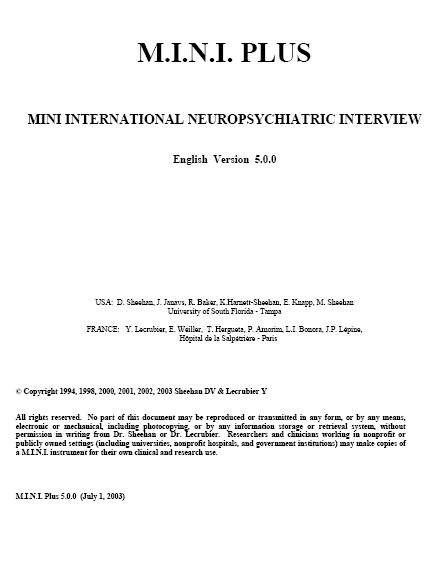 M.I.N.I. PLUS
MINI INTERNATIONAL NEUROPSYCHIATRIC INTERVIEW
English Version 5.0.0
USA: D. Sheehan, J. Janavs, R. Baker, K.Harnett-Sheehan, E. Knapp, M. Sheehan
University of South Florida - Tampa
FRANCE: Y. Lecrubier, E. Weiller, T. Hergueta, P. Amorim, L.I. Bonora, J.P. Lépine,
Hôpital de la Salpétrière - Paris
© Copyright 1994, 1998, 2000, 2001, 2002, 2003 Sheehan DV & Lecrubier Y
All rights reserved. No part of this document may be reproduced or transmitted in any form, or by any means,
electronic or mechanical, including photocopying, or by any information storage or retrieval system, without
permission in writing from Dr. Sheehan or Dr. Lecrubier. Researchers and clinicians working in nonprofit or
publicly owned settings (including universities, nonprofit hospitals, and government institutions) may make copies of
a M.I.N.I. instrument for their own clinical and research use.
M.I.N.I. Plus 5.0.0 (July 1, 2003)